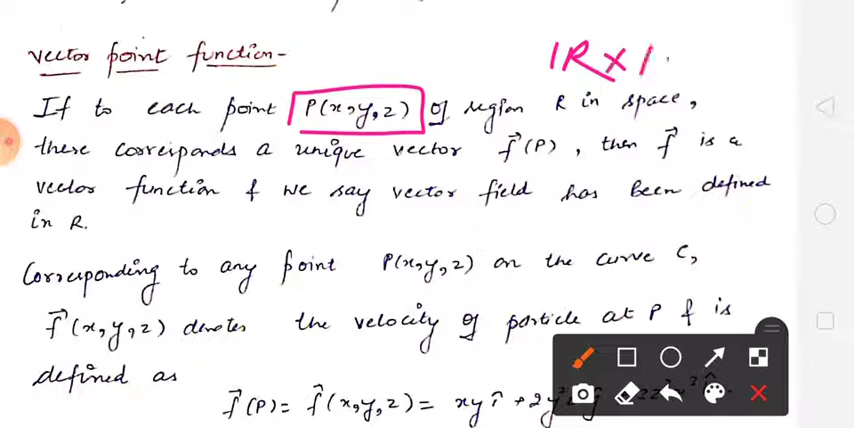 vector point function-
IR X I
If to each point P(x,y,z) of region R in space,
there corresponds a unique vector f⃗(P), then f⃗ is a
vector function & we say vector field has been defined
in R.
Corresponding to any point P(x,y,z) on the curve C,
f⃗(x,y,z) denotes the velocity of particle at P & is
defined as
f⃗(P) = f⃗(x,y,z) = xy î + 2y